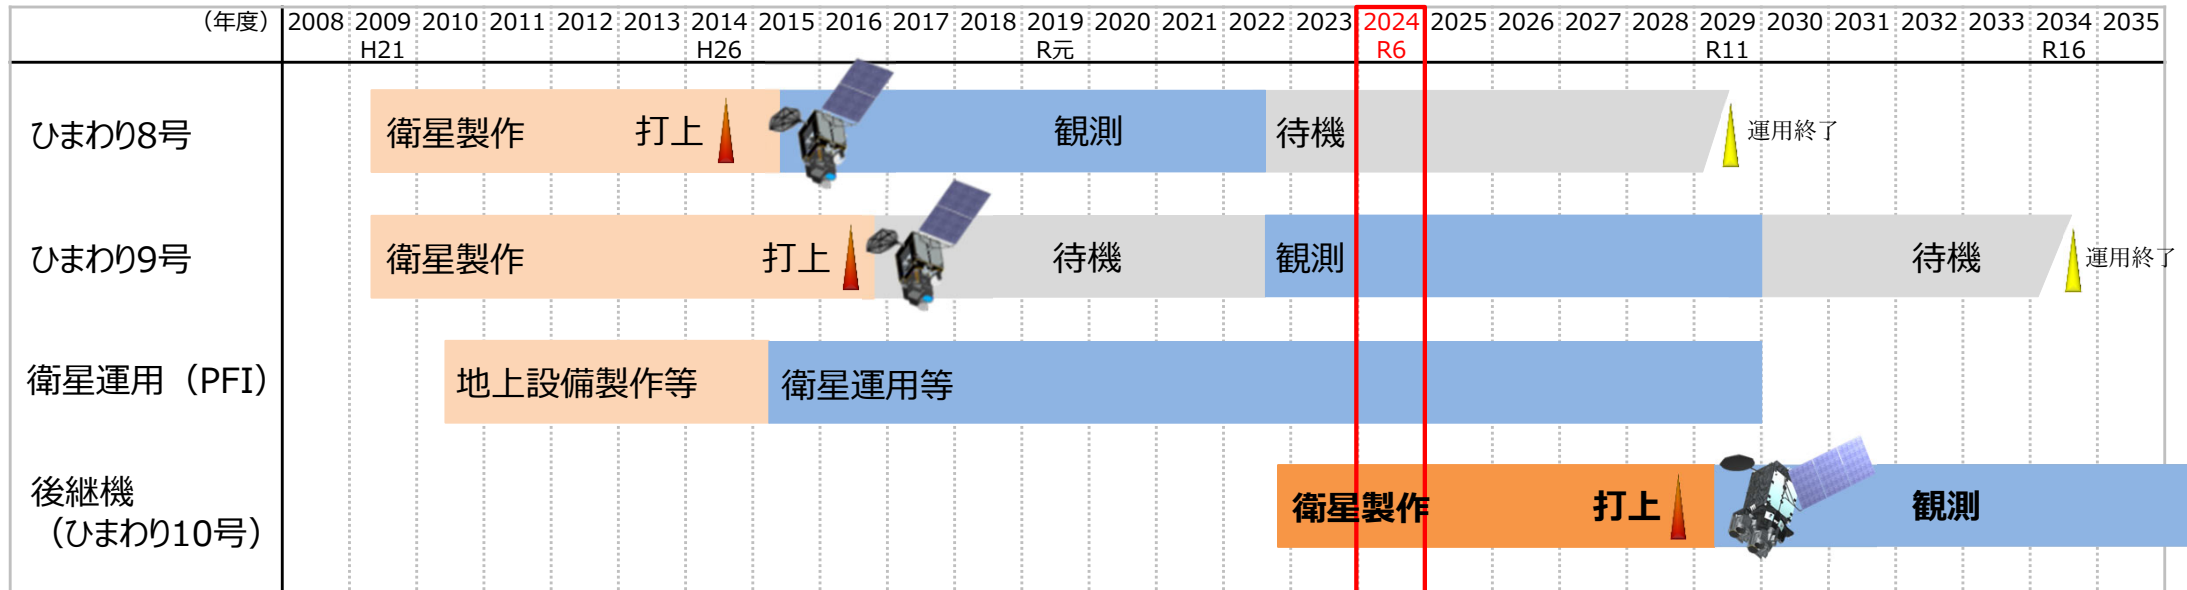 （年度） 2008 2009 2010 2011 2012 2013 2014 2015 2016 2017 2018 2019 2020 2021 2022 2023 2024 2025 2026 2027 2028 2029 2030 2031 2032 2033 2034 2035
H21 H26 R元 R6 R11 R16
ひまわり8号 衛星製作 打上 観測 待機 運用終了
ひまわり9号 衛星製作 打上 待機 観測 待機 運用終了
衛星運用（PFI） 地上設備製作等 衛星運用等
後継機
（ひまわり10号） 衛星製作 打上 観測